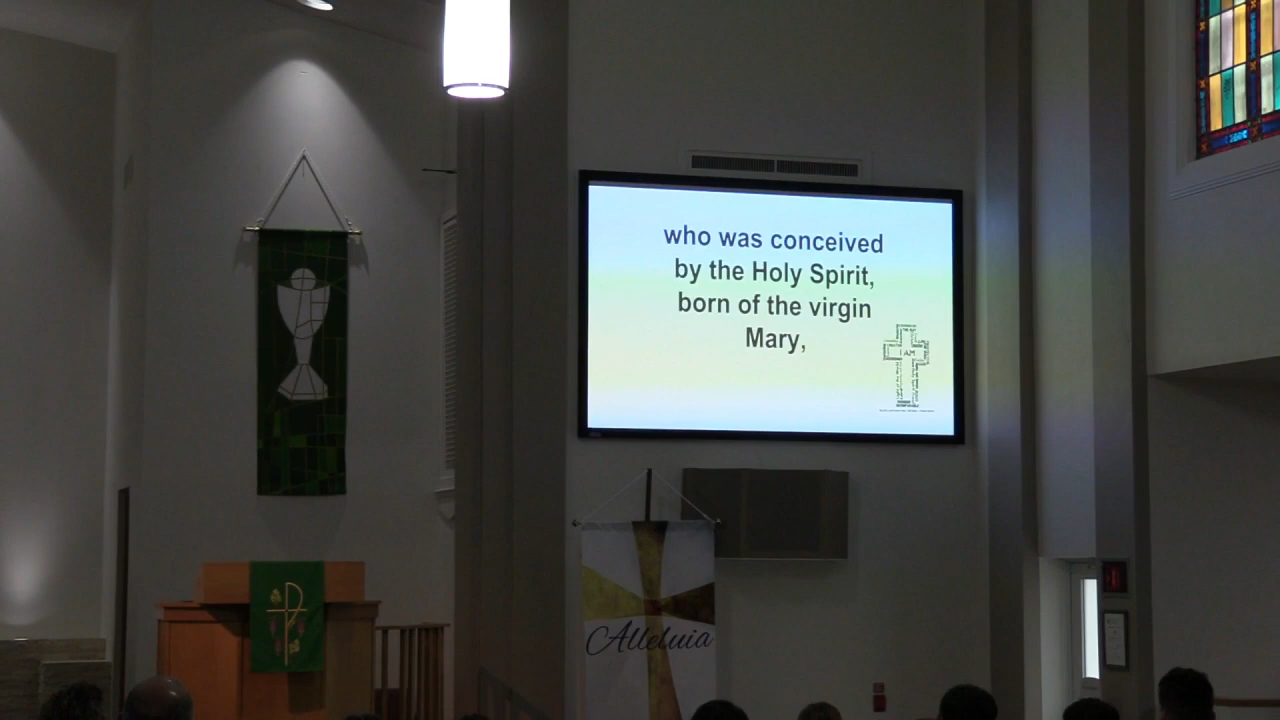 who was conceived
by the Holy Spirit,
born of the virgin
Mary,
I AM
Alleluia